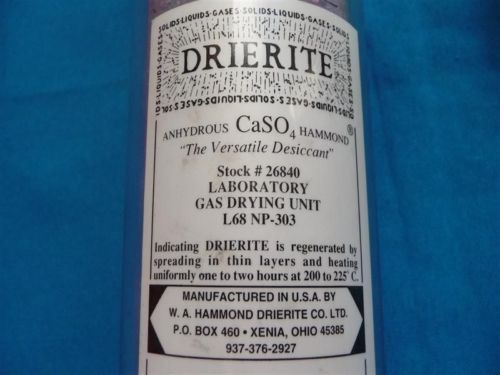 SOLIDS·LIQUIDS·GASES·SOLIDS·LIQUIDS·GASES·SOLIDS·LIQUIDS·GASES
DRIERITE
ANHYDROUS CaSO4 HAMMOND®
"The Versatile Desiccant"
Stock # 26840
LABORATORY
GAS DRYING UNIT
L68 NP-303
Indicating DRIERITE is regenerated by
spreading in thin layers and heating
uniformly one to two hours at 200 to 225° C.
MANUFACTURED IN U.S.A. BY
W. A. HAMMOND DRIERITE CO. LTD.
P.O. BOX 460 • XENIA, OHIO 45385
937-376-2927